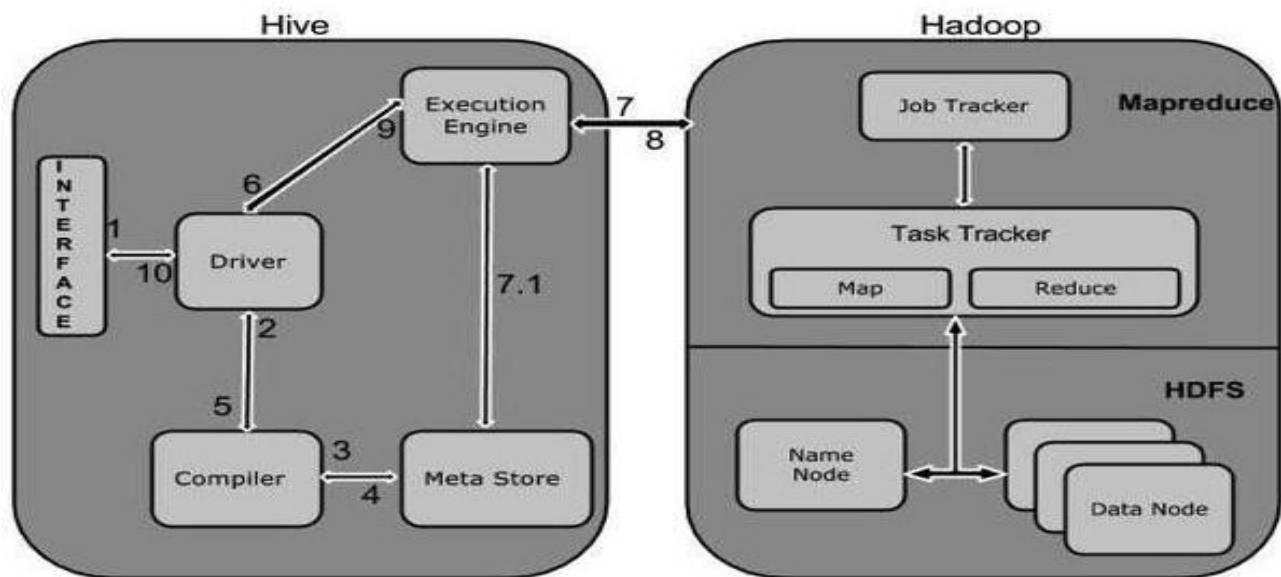 Hive
Hadoop
Execution
Engine
7
8
Job Tracker
Mapreduce
9
6
INTERFACE
1
10
Driver
7.1
Task Tracker
Map
Reduce
2
5
HDFS
Compiler
3
4
Meta Store
Name
Node
Data Node